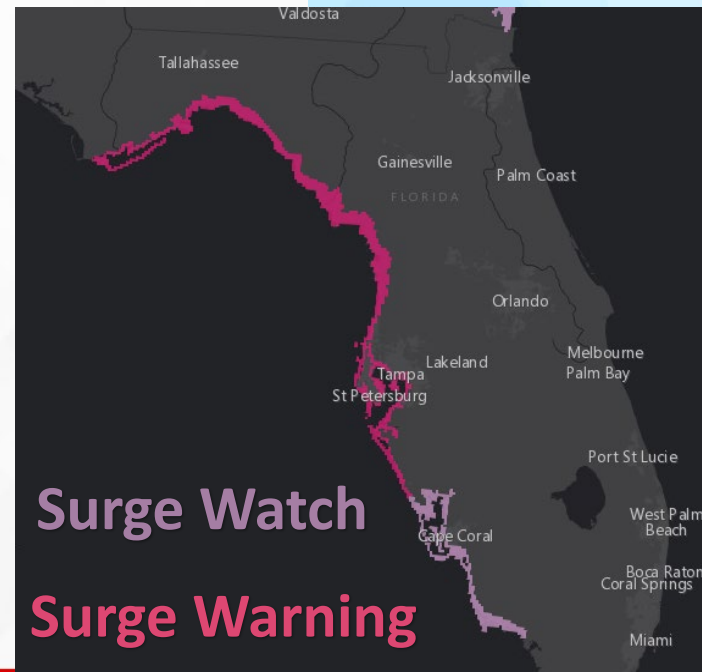 Valdosta
Tallahassee
Jacksonville
Gainesville
Palm Coast
FLORIDA
Orlando
Melbourne
Palm Bay
Lakeland
Tampa
St Petersburg
Port St Lucie
Surge Watch
West Palm
Beach
Cape Coral
Boca Raton
Coral Springs
Surge Warning
Miami